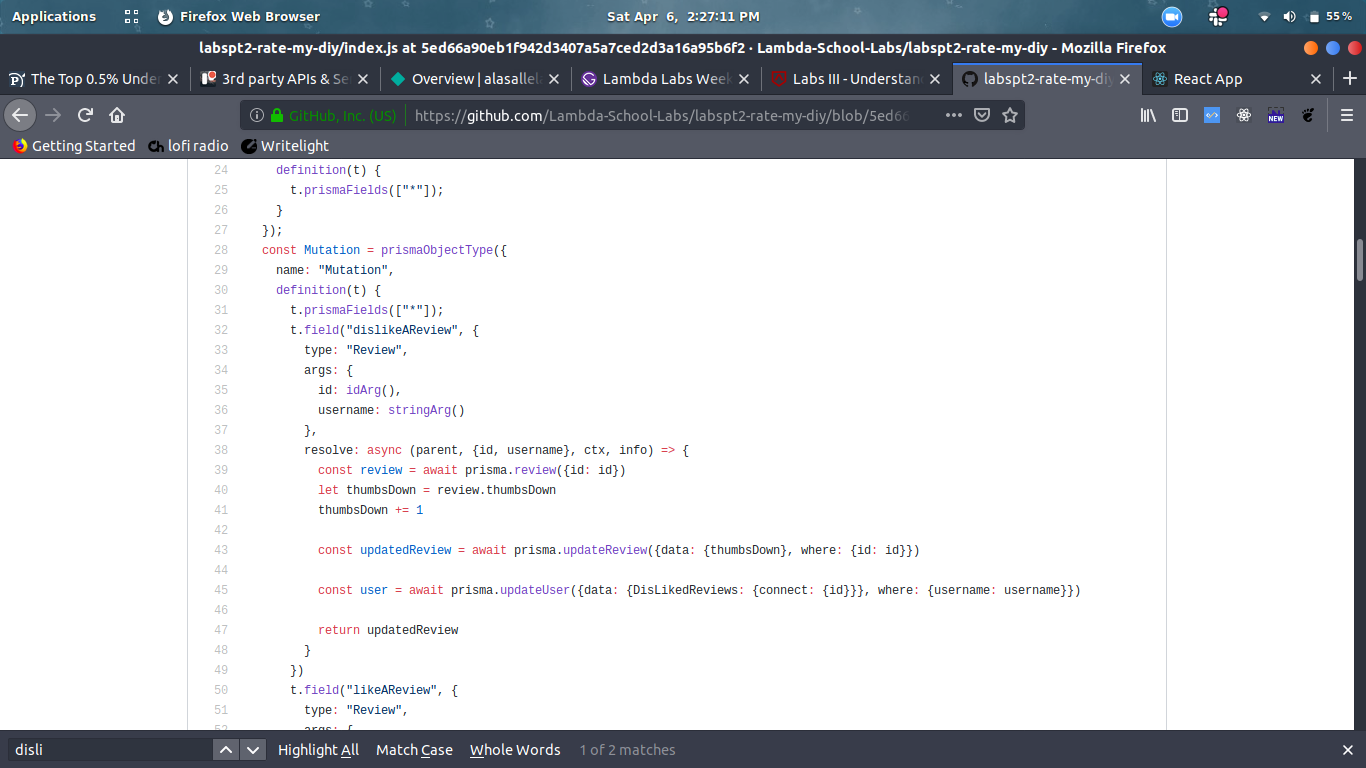 Applications Firefox Web Browser Sat Apr 6, 2:27:11 PM 55 %
labspt2-rate-my-diy/index.js at 5ed66a90eb1f942d3407a5a7ced2d3a16a95b6f2 · Lambda-School-Labs/labspt2-rate-my-diy - Mozilla Firefox
The Top 0.5% Unde 3rd party APIs & Se Overview | alasallel Lambda Labs Week Labs III - Understan labspt2-rate-my-diy React App
GitHub, Inc. (US) https://github.com/Lambda-School-Labs/labspt2-rate-my-diy/blob/5ed6 NEW
Getting Started lofi radio Writelight
24 definition(t) {
25 t.prismaFields(["*"]);
26 }
27 });
28 const Mutation = prismaObjectType({
29 name: "Mutation",
30 definition(t) {
31 t.prismaFields(["*"]);
32 t.field("dislikeAReview", {
33 type: "Review",
34 args: {
35 id: idArg(),
36 username: stringArg()
37 },
38 resolve: async (parent, {id, username}, ctx, info) => {
39 const review = await prisma.review({id: id})
40 let thumbsDown = review.thumbsDown
41 thumbsDown += 1
42
43 const updatedReview = await prisma.updateReview({data: {thumbsDown}, where: {id: id}})
44
45 const user = await prisma.updateUser({data: {DisLikedReviews: {connect: {id}}}, where: {username: username}})
46
47 return updatedReview
48 }
49 })
50 t.field("likeAReview", {
51 type: "Review",
52 args: {
disli Highlight All Match Case Whole Words 1 of 2 matches